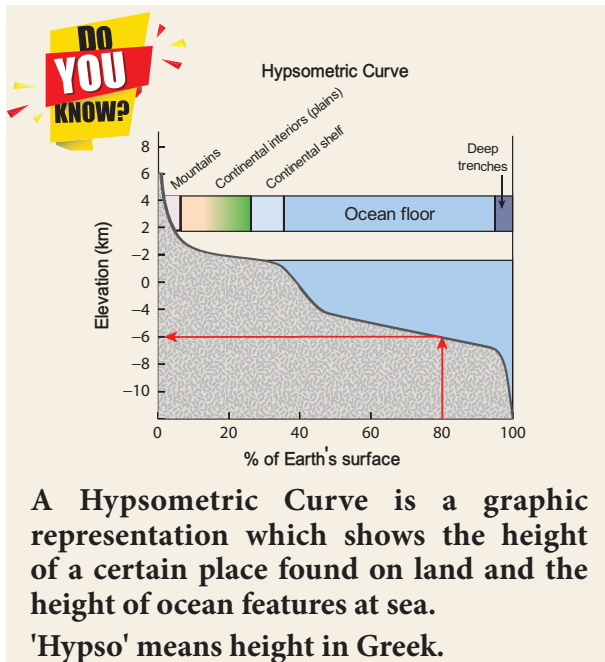 DO
YOU
KNOW?
Hypsometric Curve
Mountains
Continental interiors (plains)
Continental shelf
Deep
trenches
Ocean floor
Elevation (km)
8
6
4
2
−2
0
−4
−6
−8
−10
0 20 40 60 80 100
% of Earth's surface
A Hypsometric Curve is a graphic
representation which shows the height
of a certain place found on land and the
height of ocean features at sea.
'Hypso' means height in Greek.